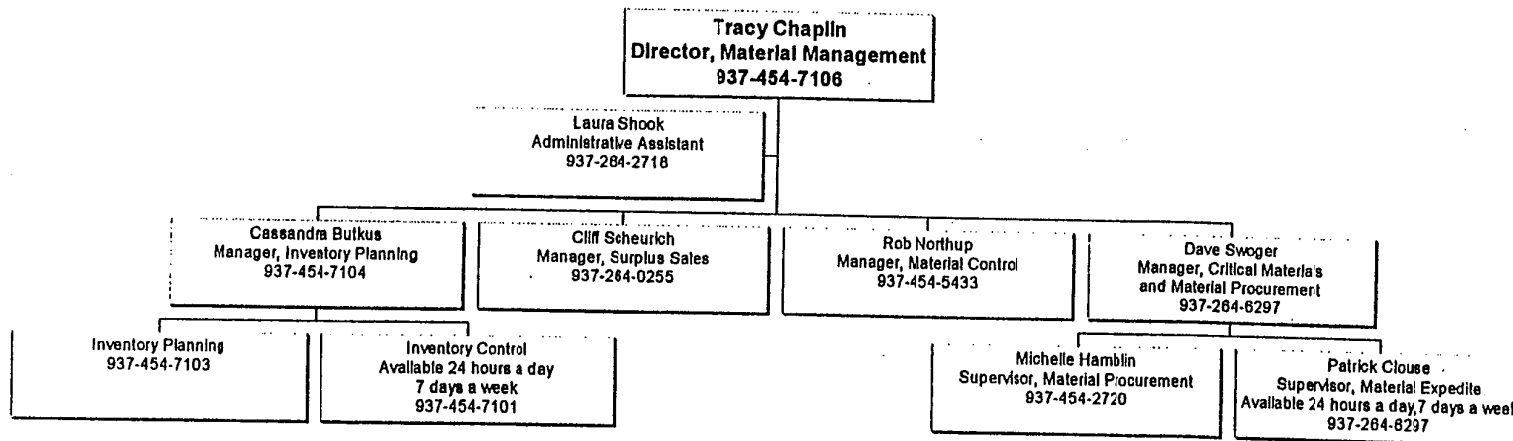 Tracy Chaplin
Director, Material Management
937-454-7106
Laura Shook
Administrative Assistant
937-264-2718
Cassandra Butkus
Manager, Inventory Planning
937-454-7104
Cliff Scheurich
Manager, Surplus Sales
937-264-0255
Rob Northup
Manager, Material Control
937-454-5433
Dave Swoger
Manager, Critical Materials
and Material Procurement
937-264-6297
Inventory Planning
937-454-7103
Inventory Control
Available 24 hours a day
7 days a week
937-454-7101
Michelle Hamblin
Supervisor, Material Procurement
937-454-2720
Patrick Clouse
Supervisor, Material Expedite
Available 24 hours a day,7 days a week
937-264-6297